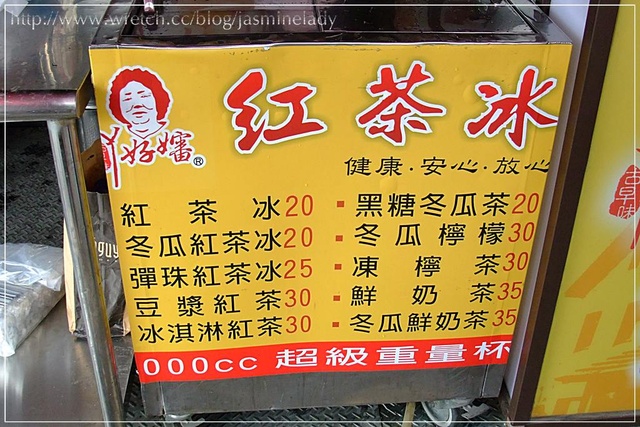 http://www.wretch.cc/blog/jasminelady
紅茶冰
好嬸®
健康.安心.放心
紅茶冰20
冬瓜紅茶冰20
彈珠紅茶冰25
豆漿紅茶30
冰淇淋紅茶30
▪黑糖冬瓜茶20
▪冬瓜檸檬30
▪凍檸茶30
▪鮮奶茶35
▪冬瓜鮮奶茶35
000cc 超級重量杯
古早味